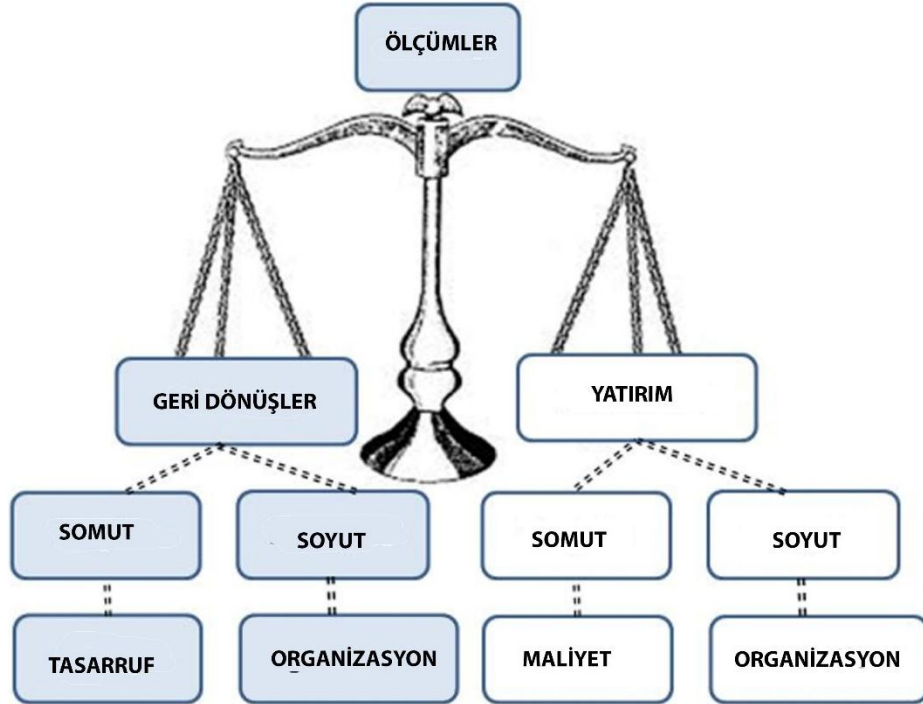 ÖLÇÜMLER
GERİ DÖNÜŞLER
YATIRIM
SOMUT
SOYUT
SOMUT
SOYUT
TASARRUF
ORGANİZASYON
MALİYET
ORGANİZASYON